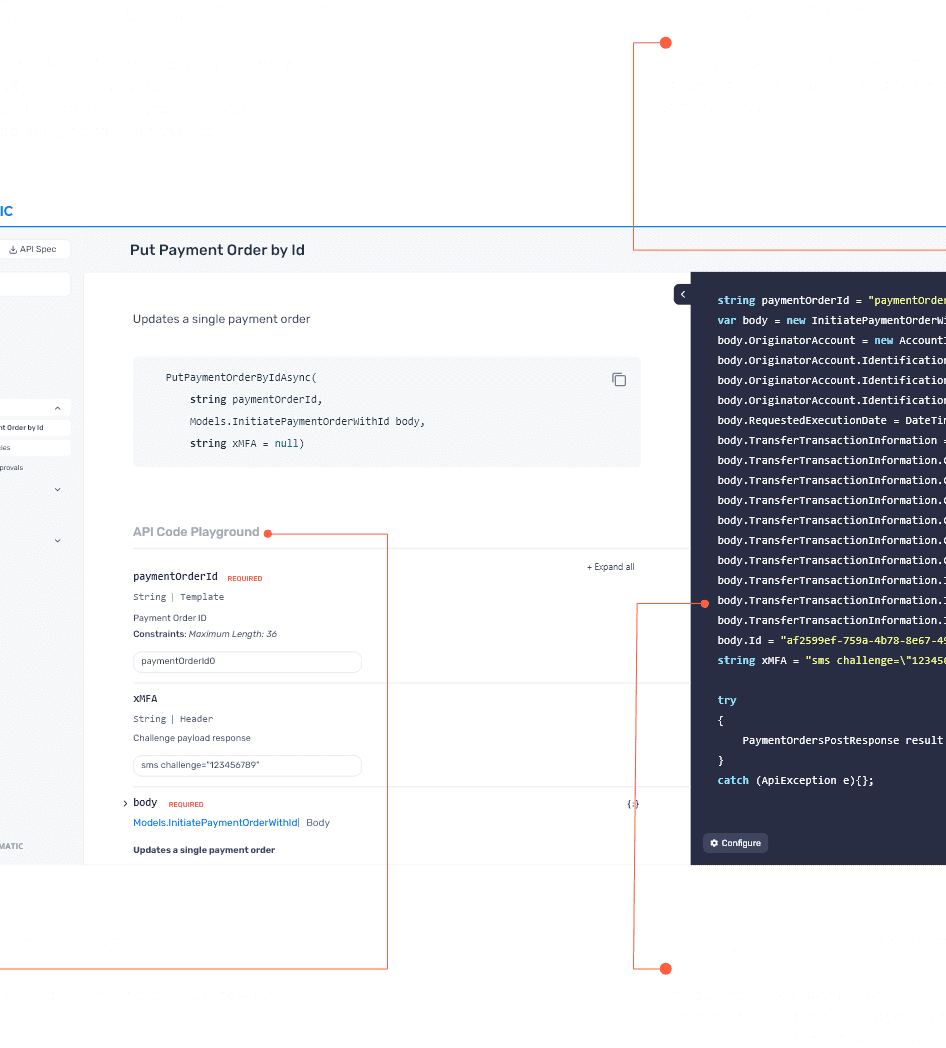 IC
API Spec
Put Payment Order by Id
nt Order by Id
cies
provals
MATIC
Updates a single payment order
PutPaymentOrderByIdAsync(
string paymentOrderId,
Models.InitiatePaymentOrderWithId body,
string xMFA = null)
API Code Playground
+ Expand all
paymentOrderId REQUIRED
String | Template
Payment Order ID
Constraints: Maximum Length: 36
paymentOrderId0
xMFA
String | Header
Challenge payload response
sms challenge="123456789"
body REQUIRED
Models.InitiatePaymentOrderWithId| Body
Updates a single payment order
string paymentOrderId = "paymentOrder
var body = new InitiatePaymentOrderWi
body.OriginatorAccount = new AccountI
body.OriginatorAccount.Identification
body.OriginatorAccount.Identification
body.OriginatorAccount.Identification
body.RequestedExecutionDate = DateTim
body.TransferTransactionInformation =
body.TransferTransactionInformation.C
body.TransferTransactionInformation.C
body.TransferTransactionInformation.C
body.TransferTransactionInformation.C
body.TransferTransactionInformation.C
body.TransferTransactionInformation.C
body.TransferTransactionInformation.I
body.TransferTransactionInformation.I
body.TransferTransactionInformation.I
body.Id = "af2599ef-759a-4b78-8e67-49
string xMFA = "sms challenge=\"123456
try
{
PaymentOrdersPostResponse result
}
catch (ApiException e){};
Configure